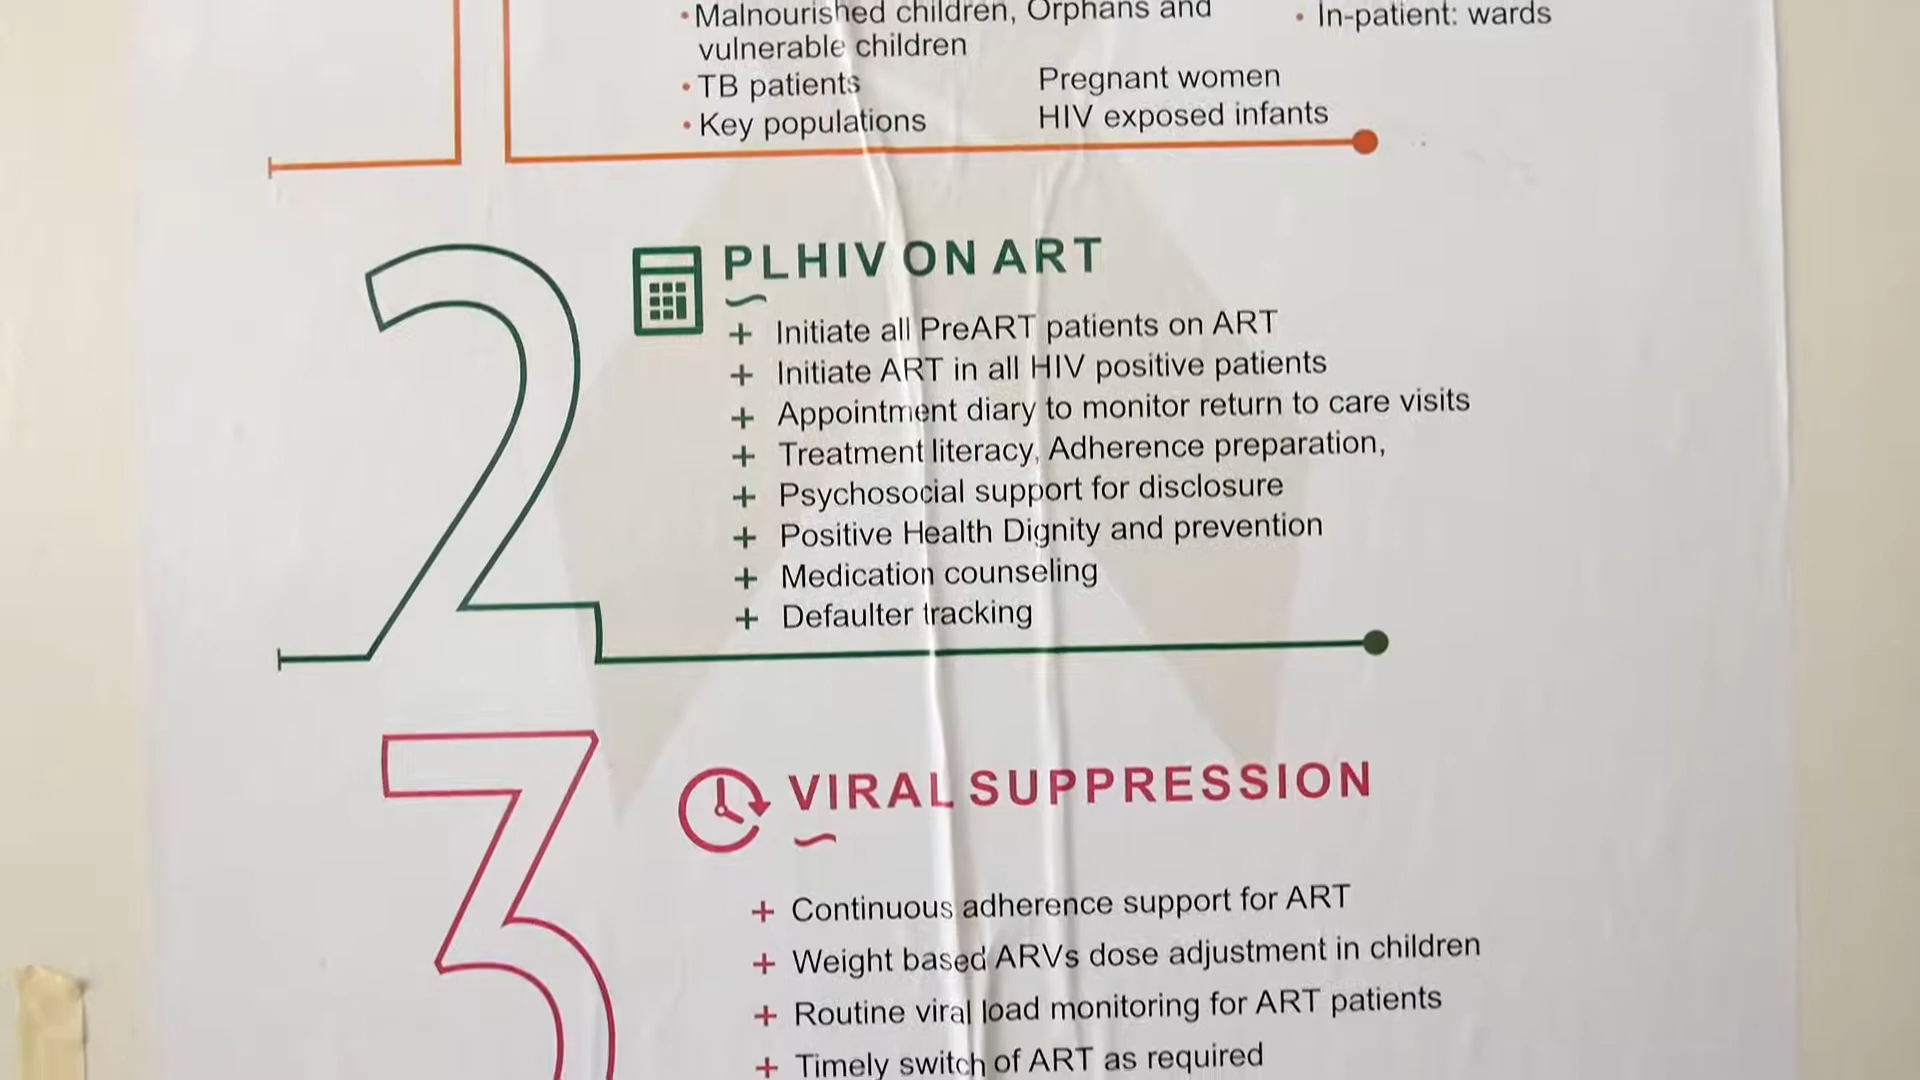 •Malnourished children, Orphans and
vulnerable children
• TB patients
• Key populations
• In-patient: wards
Pregnant women
HIV exposed infants
2
PLHIV ON ART
+ Initiate all PreART patients on ART
+ Initiate ART in all HIV positive patients
+ Appointment diary to monitor return to care visits
+ Treatment literacy, Adherence preparation,
+ Psychosocial support for disclosure
+ Positive Health Dignity and prevention
+ Medication counseling
+ Defaulter tracking
3
VIRAL SUPPRESSION
+ Continuous adherence support for ART
+ Weight based ARVs dose adjustment in children
+ Routine viral load monitoring for ART patients
+ Timely switch of ART as required